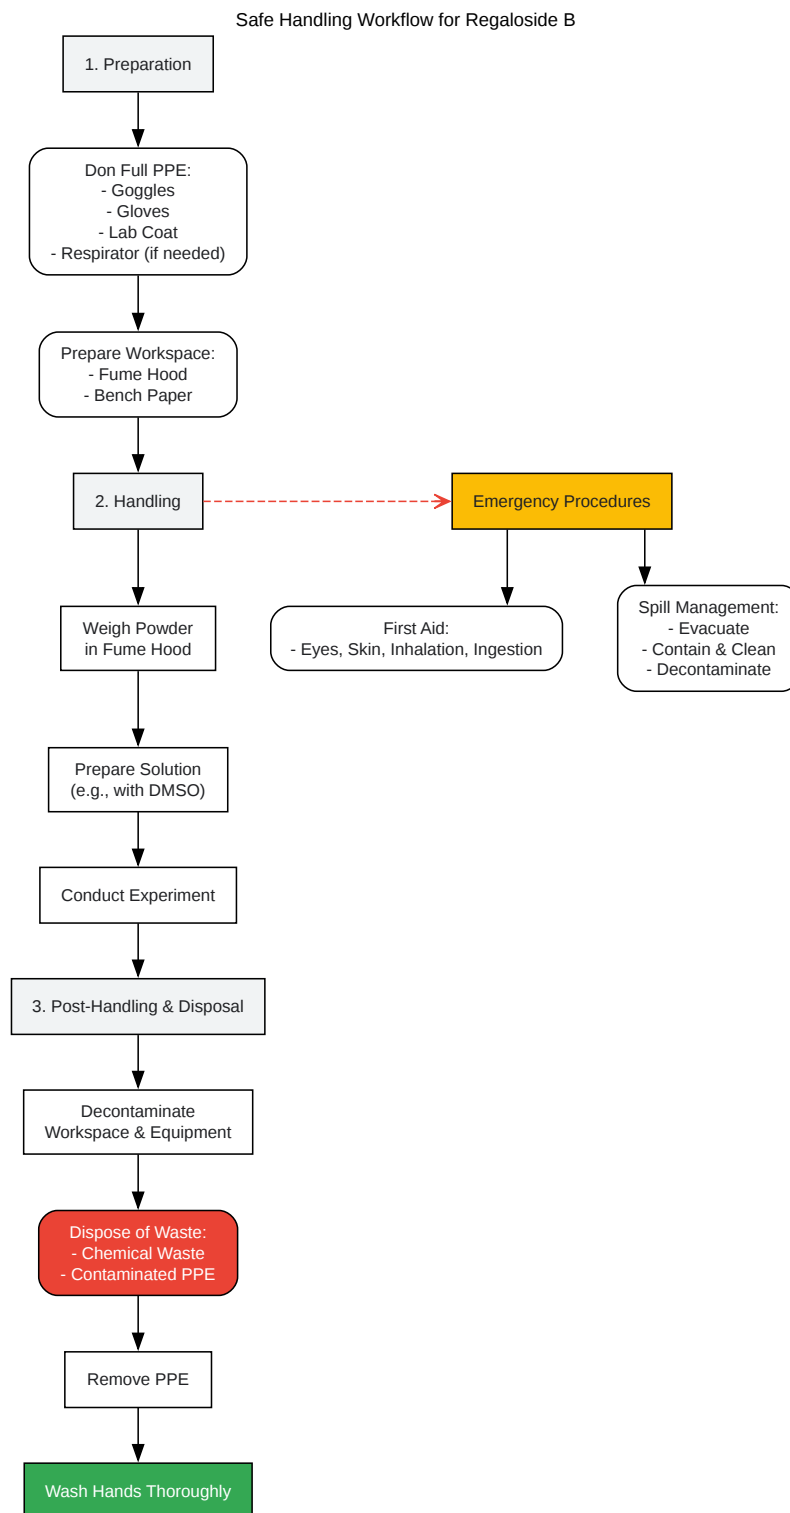 Safe Handling Workflow for Regaloside B
1. Preparation
Don Full PPE:
- Goggles
- Gloves
- Lab Coat
- Respirator (if needed)
Prepare Workspace:
- Fume Hood
- Bench Paper
2. Handling
Emergency Procedures
Weigh Powder
in Fume Hood
First Aid:
- Eyes, Skin, Inhalation, Ingestion
Spill Management:
- Evacuate
- Contain & Clean
- Decontaminate
Prepare Solution
(e.g., with DMSO)
Conduct Experiment
3. Post-Handling & Disposal
Decontaminate
Workspace & Equipment
Dispose of Waste:
- Chemical Waste
- Contaminated PPE
Remove PPE
Wash Hands Thoroughly